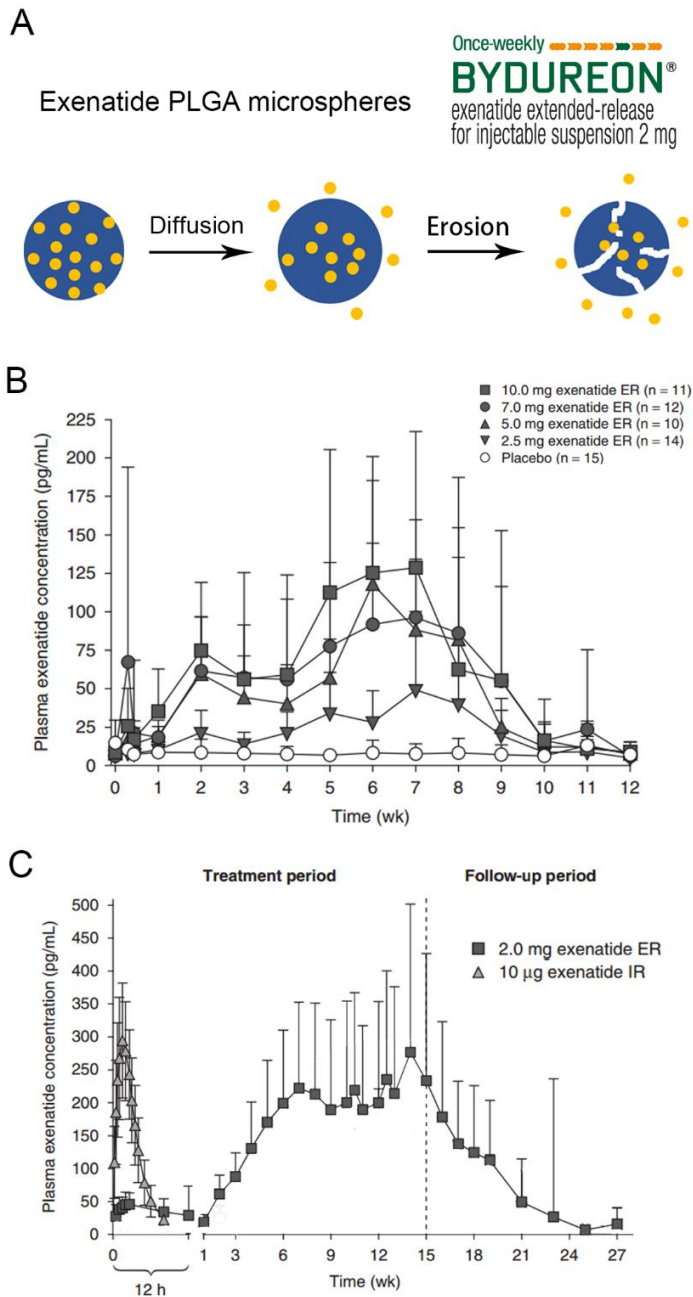 A
Once-weekly
BYDUREON®
exenatide extended-release
for injectable suspension 2 mg
Exenatide PLGA microspheres
Diffusion
Erosion
B
10.0 mg exenatide ER (n = 11)
7.0 mg exenatide ER (n = 12)
5.0 mg exenatide ER (n = 10)
2.5 mg exenatide ER (n = 14)
Placebo (n = 15)
Plasma exenatide concentration (pg/mL)
225
200
175
150
125
100
75
50
25
0
0 1 2 3 4 5 6 7 8 9 10 11 12
Time (wk)
C
Treatment period
Follow-up period
2.0 mg exenatide ER
10 µg exenatide IR
Plasma exenatide concentration (pg/mL)
500
450
400
350
300
250
200
150
100
50
0
0 1 3 6 9 12 15 18 21 24 27
12 h
Time (wk)